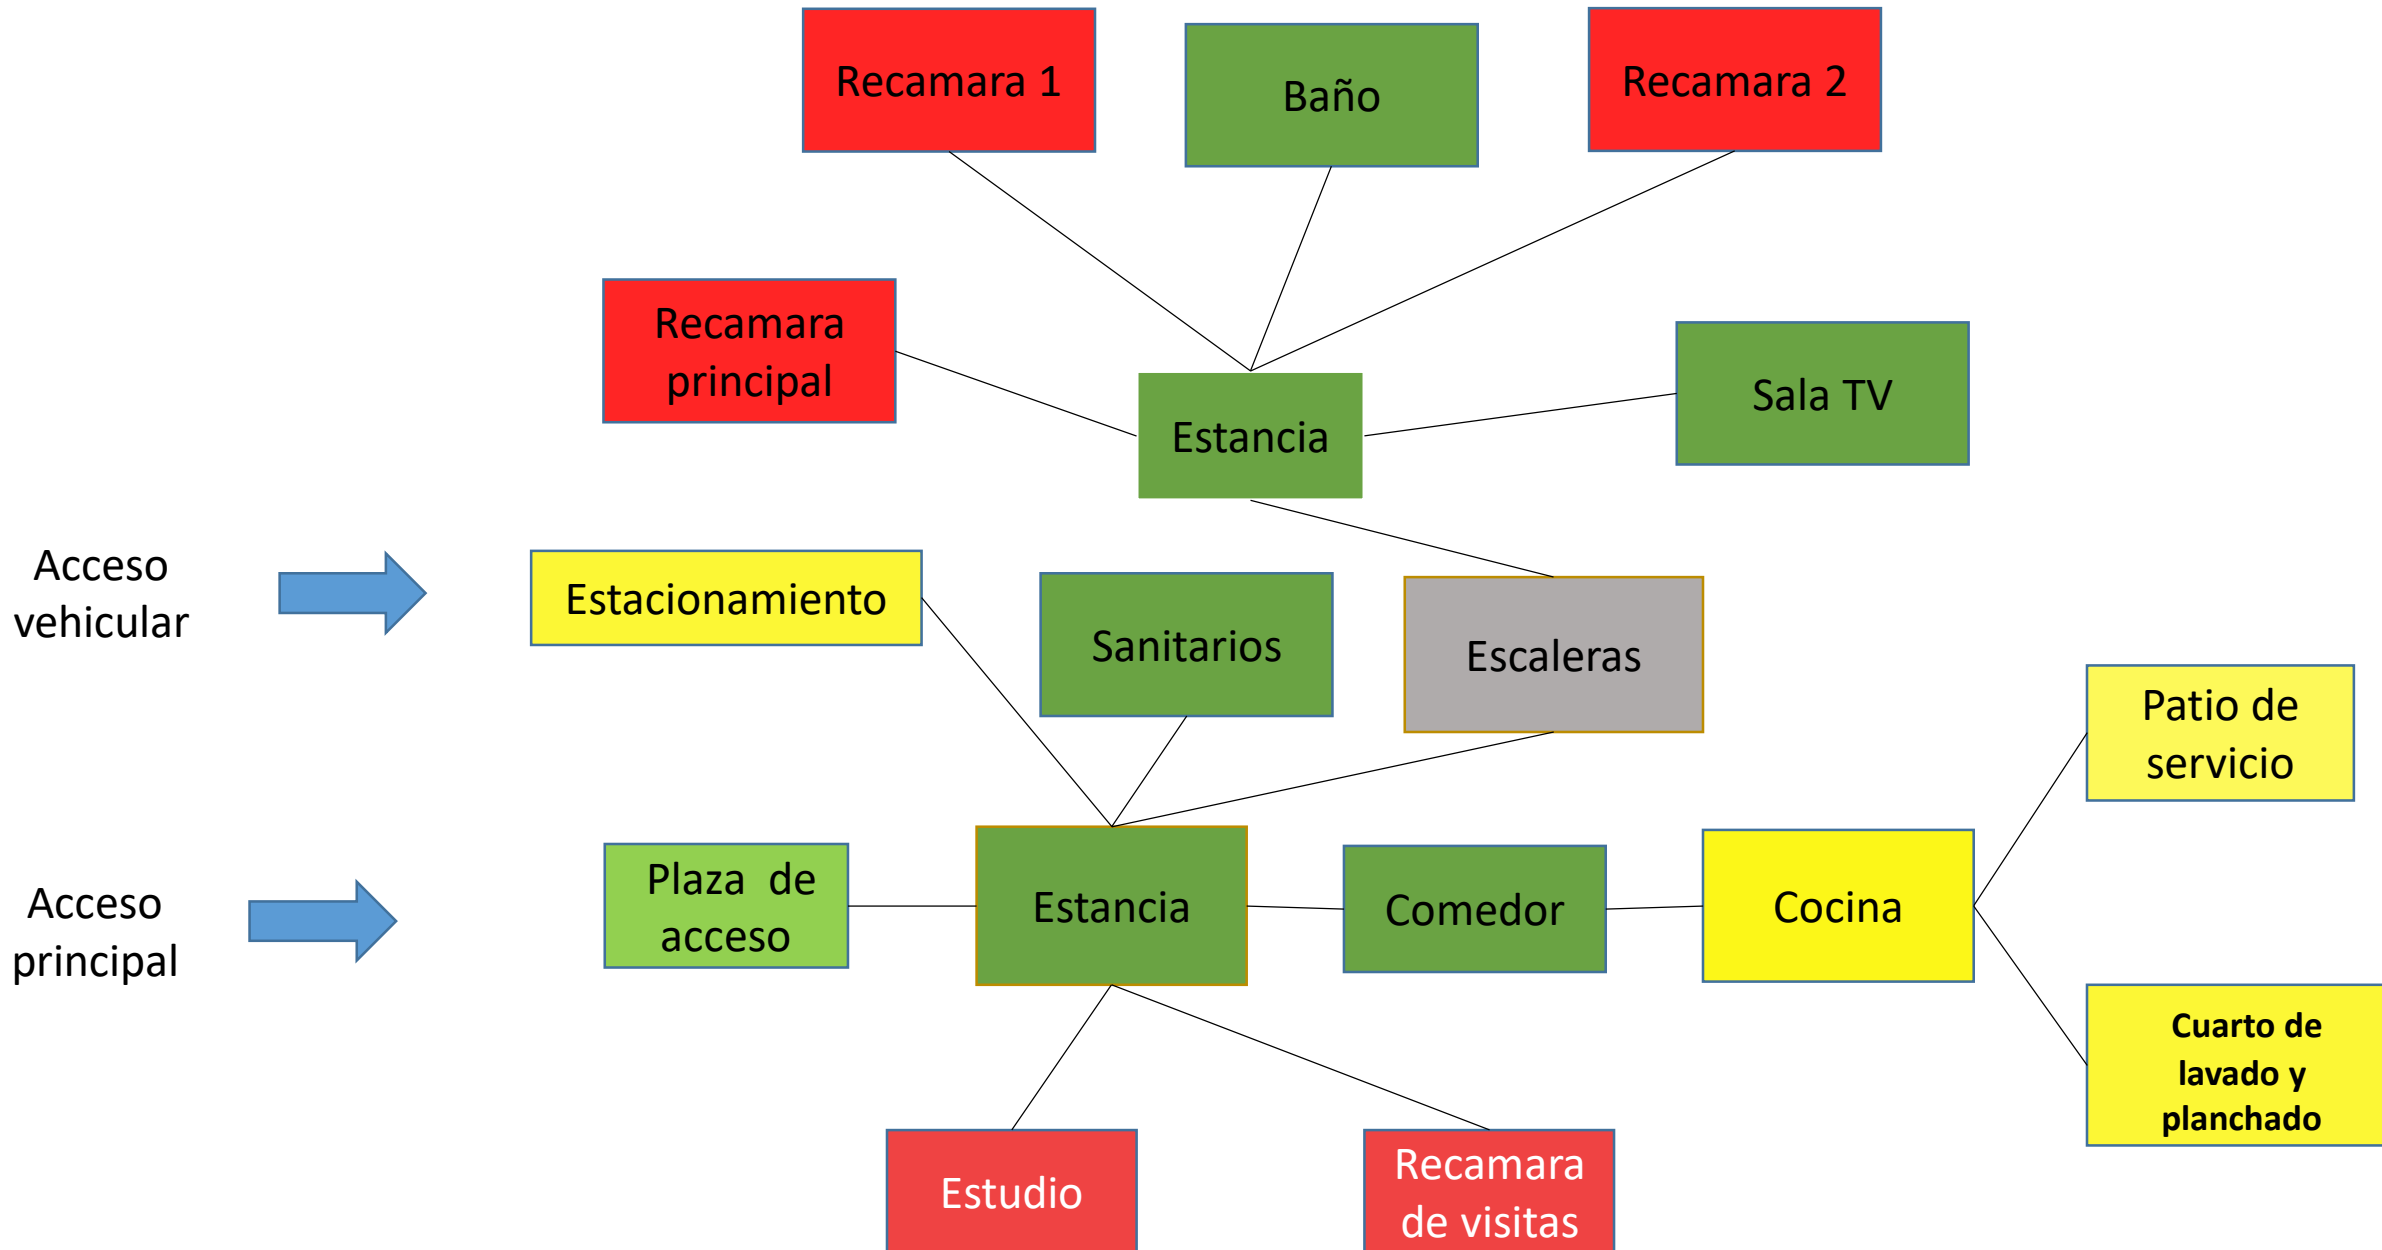 Recamara 1
Baño
Recamara 2
Recamara
principal
Sala TV
Estancia
Acceso
vehicular
Estacionamiento
Sanitarios
Escaleras
Patio de
servicio
Acceso
principal
Plaza de
acceso
Estancia
Comedor
Cocina
Cuarto de
lavado y
planchado
Estudio
Recamara
de visitas